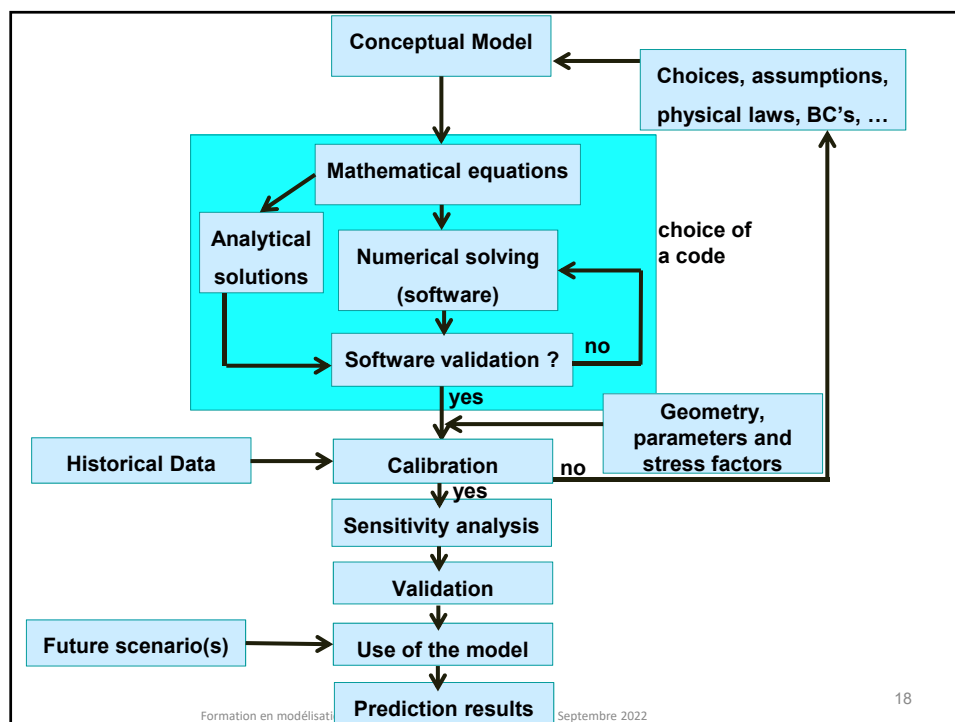 Conceptual Model
Choices, assumptions,
physical laws, BC's, …
Mathematical equations
Analytical
solutions
Numerical solving
(software)
choice of
a code
Software validation ?
no
yes
Geometry,
parameters and
stress factors
Historical Data
Calibration
no
yes
Sensitivity analysis
Validation
Future scenario(s)
Use of the model
Prediction results
Formation en modélisati
Septembre 2022
18